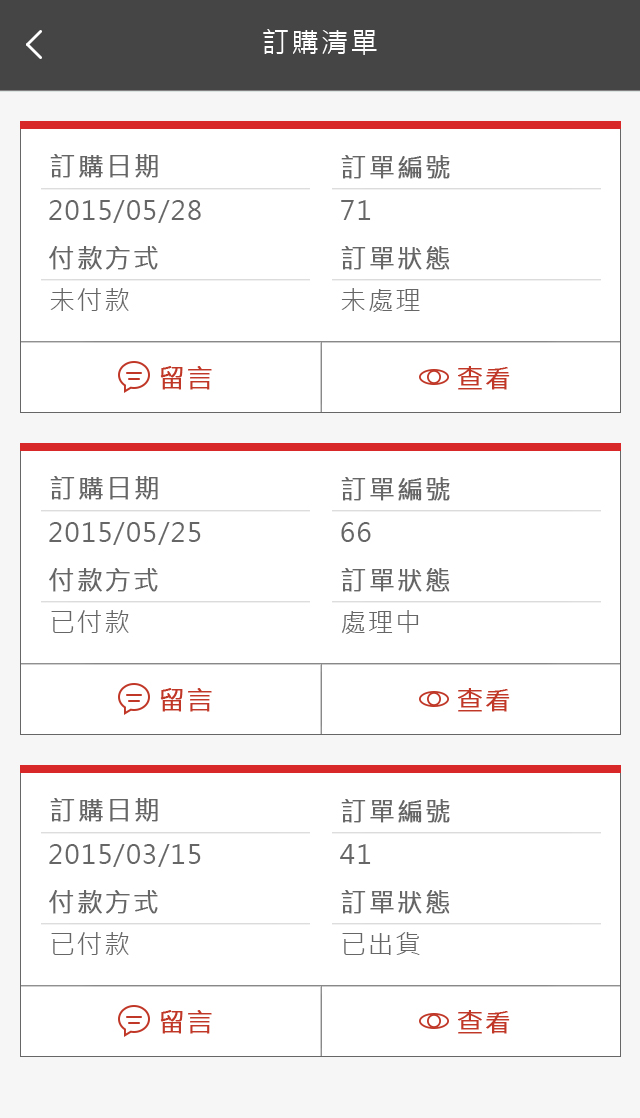 訂購清單
訂購日期 訂單編號
2015/05/28 71
付款方式 訂單狀態
未付款 未處理
留言 查看
訂購日期 訂單編號
2015/05/25 66
付款方式 訂單狀態
已付款 處理中
留言 查看
訂購日期 訂單編號
2015/03/15 41
付款方式 訂單狀態
已付款 已出貨
留言 查看